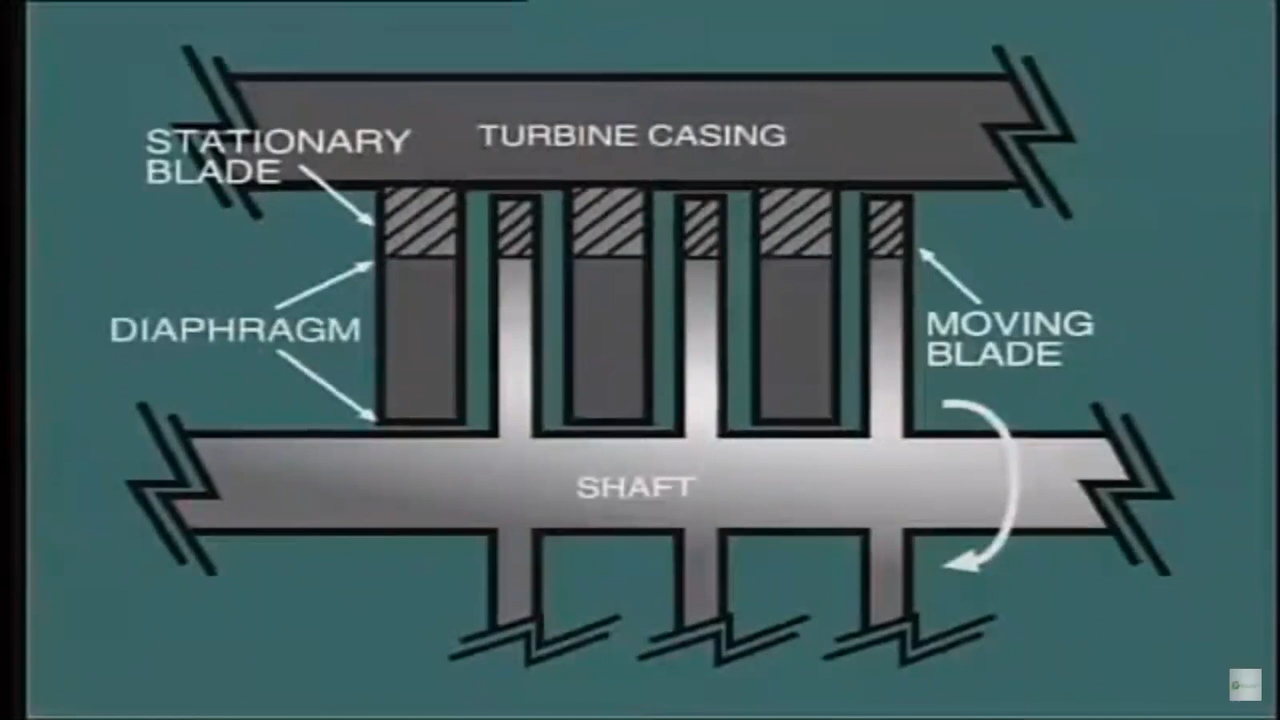 STATIONARY
BLADE
TURBINE CASING
DIAPHRAGM
MOVING
BLADE
SHAFT